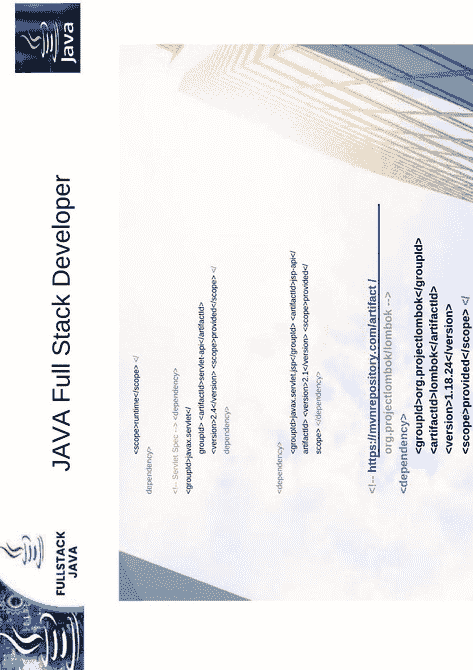 FULLSTACK
JAVA
JAVA Full Stack Developer
Java
<scope>runtime</scope> </
dependency>
<!-- Servlet Spec --> <dependency>
<groupId>javax.servlet</
groupId> <artifactId>servlet-api</artifactId>
<version>2.4</version> <scope>provided</scope> </
dependency>
<dependency>
<groupId>javax.servlet.jsp</groupId> <artifactId>jsp-api</
artifactId> <version>2.1</version> <scope>provided</
scope> </dependency>
<!-- https://mvnrepository.com/artifact /
org.projectlombok/lombok -->
<dependency>
<groupId>org.projectlombok</groupId>
<artifactId>lombok</artifactId>
<version>1.18.24</version>
<scope>provided</scope> </